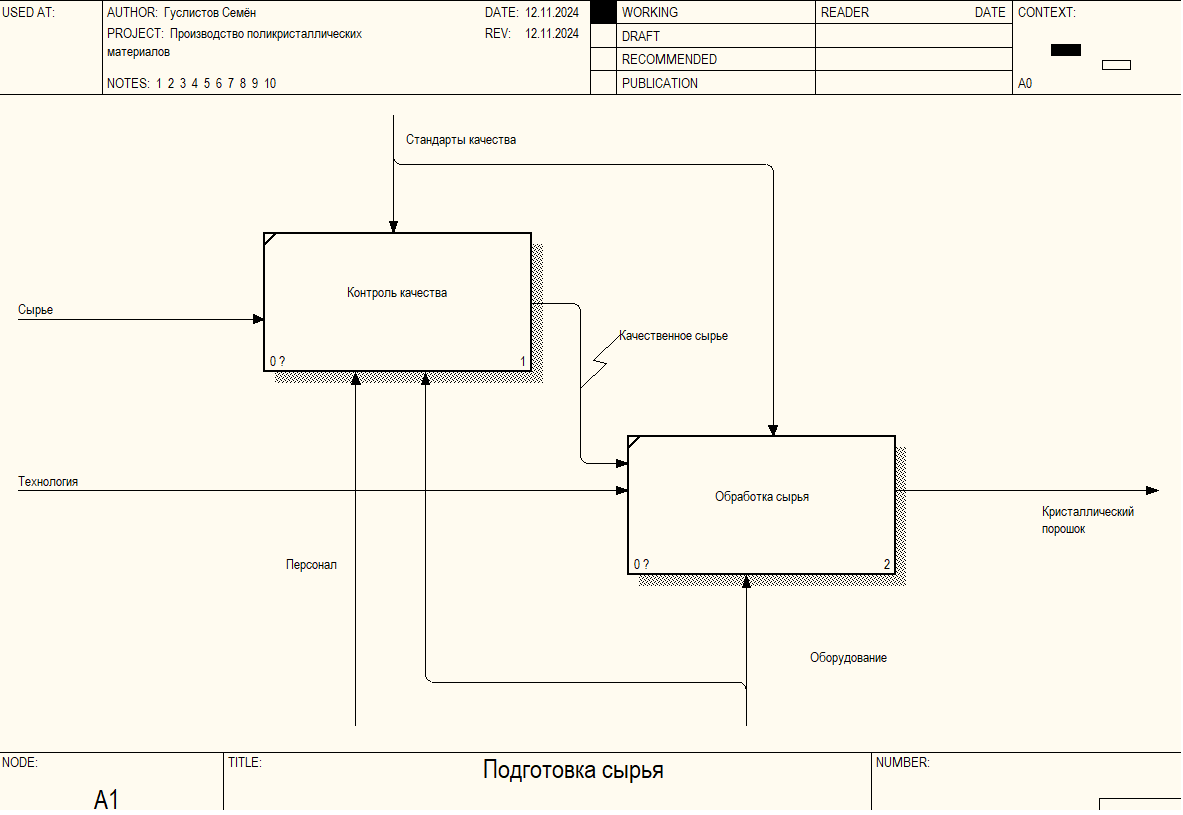 USED AT:
AUTHOR: Гуслистов Семён
DATE: 12.11.2024
PROJECT: Производство поликристаллических
материалов
REV: 12.11.2024
NOTES: 1 2 3 4 5 6 7 8 9 10
WORKING
DRAFT
RECOMMENDED
PUBLICATION
READER
DATE
CONTEXT:
A0
Стандарты качества
Контроль качества
0 ?
1
Сырье
Качественное сырье
Технология
Обработка сырья
0 ?
2
Кристаллический
порошок
Персонал
Оборудование
NODE:
A1
TITLE:
Подготовка сырья
NUMBER: